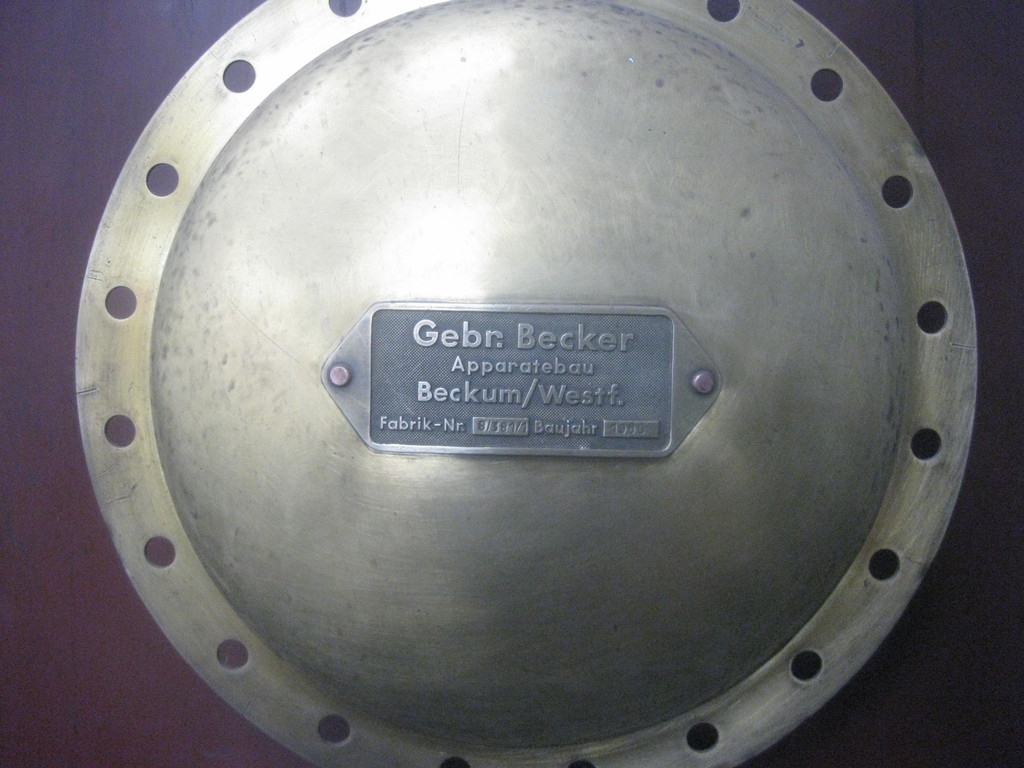 Gebr. Becker
Apparatebau
Beckum/Westf.
Fabrik-Nr. Baujahr